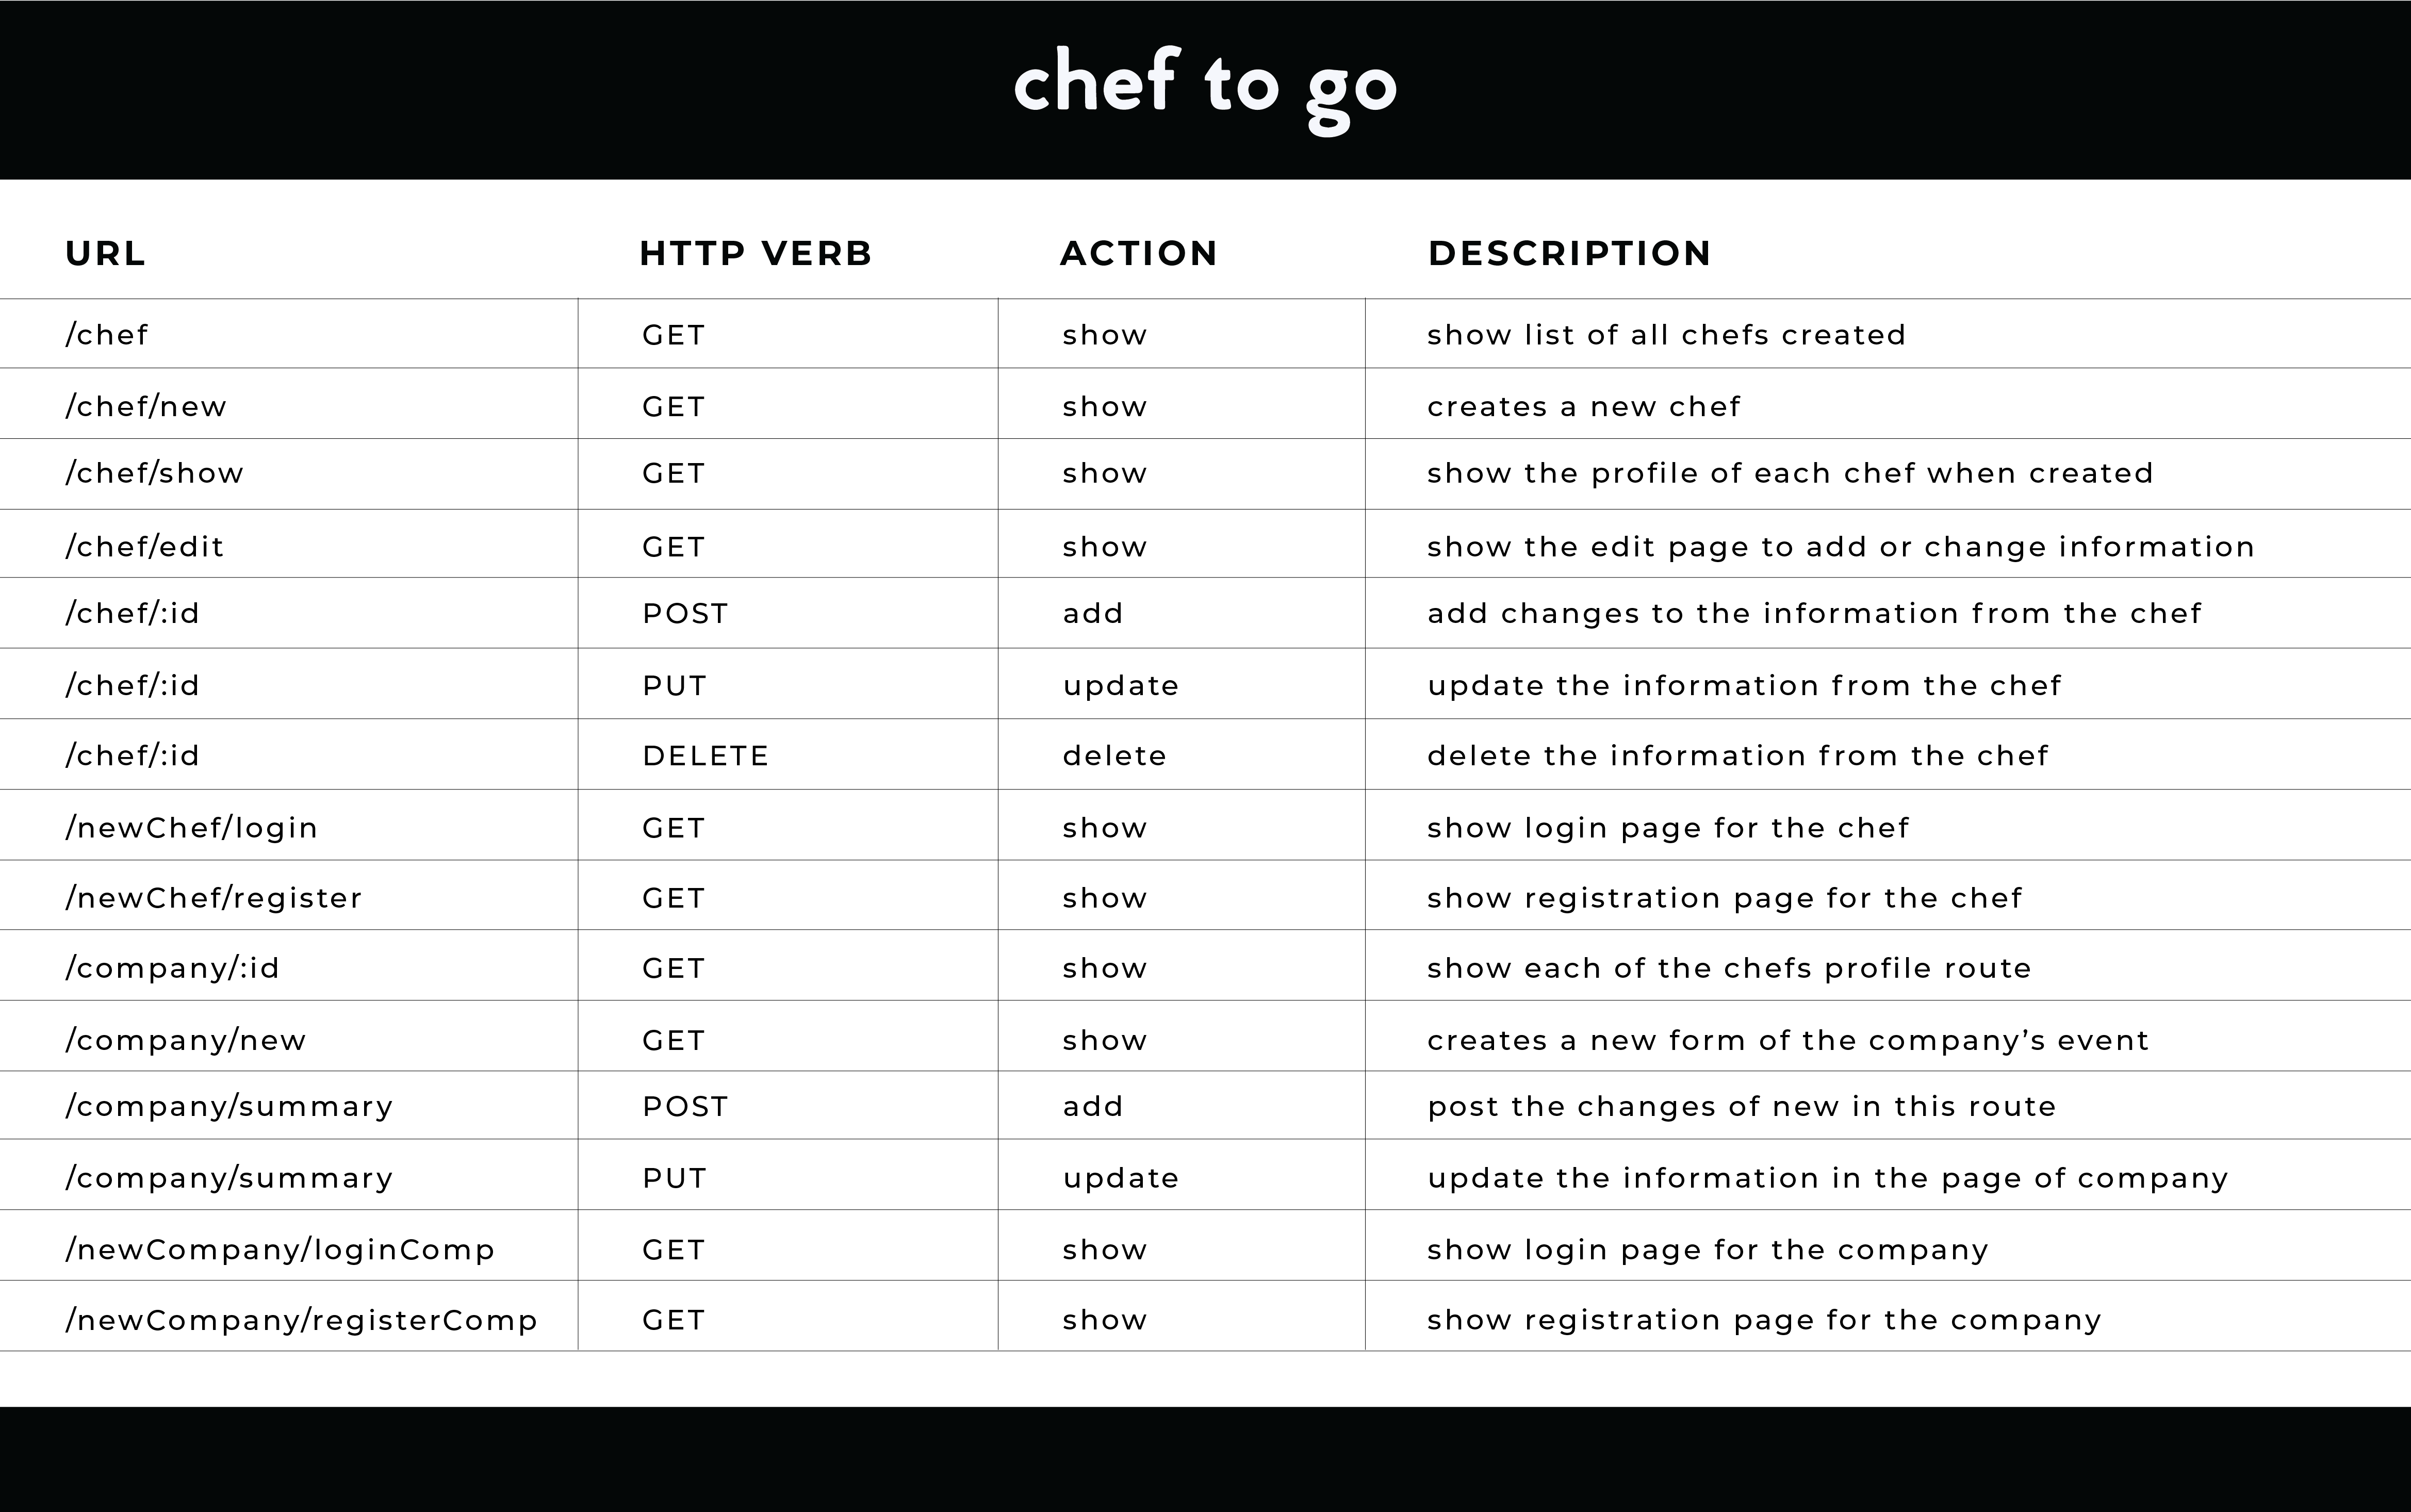 chef to go
URL HTTP VERB ACTION DESCRIPTION
/chef GET show show list of all chefs created
/chef/new GET show creates a new chef
/chef/show GET show show the profile of each chef when created
/chef/edit GET show show the edit page to add or change information
/chef/:id POST add add changes to the information from the chef
/chef/:id PUT update update the information from the chef
/chef/:id DELETE delete delete the information from the chef
/newChef/login GET show show login page for the chef
/newChef/register GET show show registration page for the chef
/company/:id GET show show each of the chefs profile route
/company/new GET show creates a new form of the company’s event
/company/summary POST add post the changes of new in this route
/company/summary PUT update update the information in the page of company
/newCompany/loginComp GET show show login page for the company
/newCompany/registerComp GET show show registration page for the company